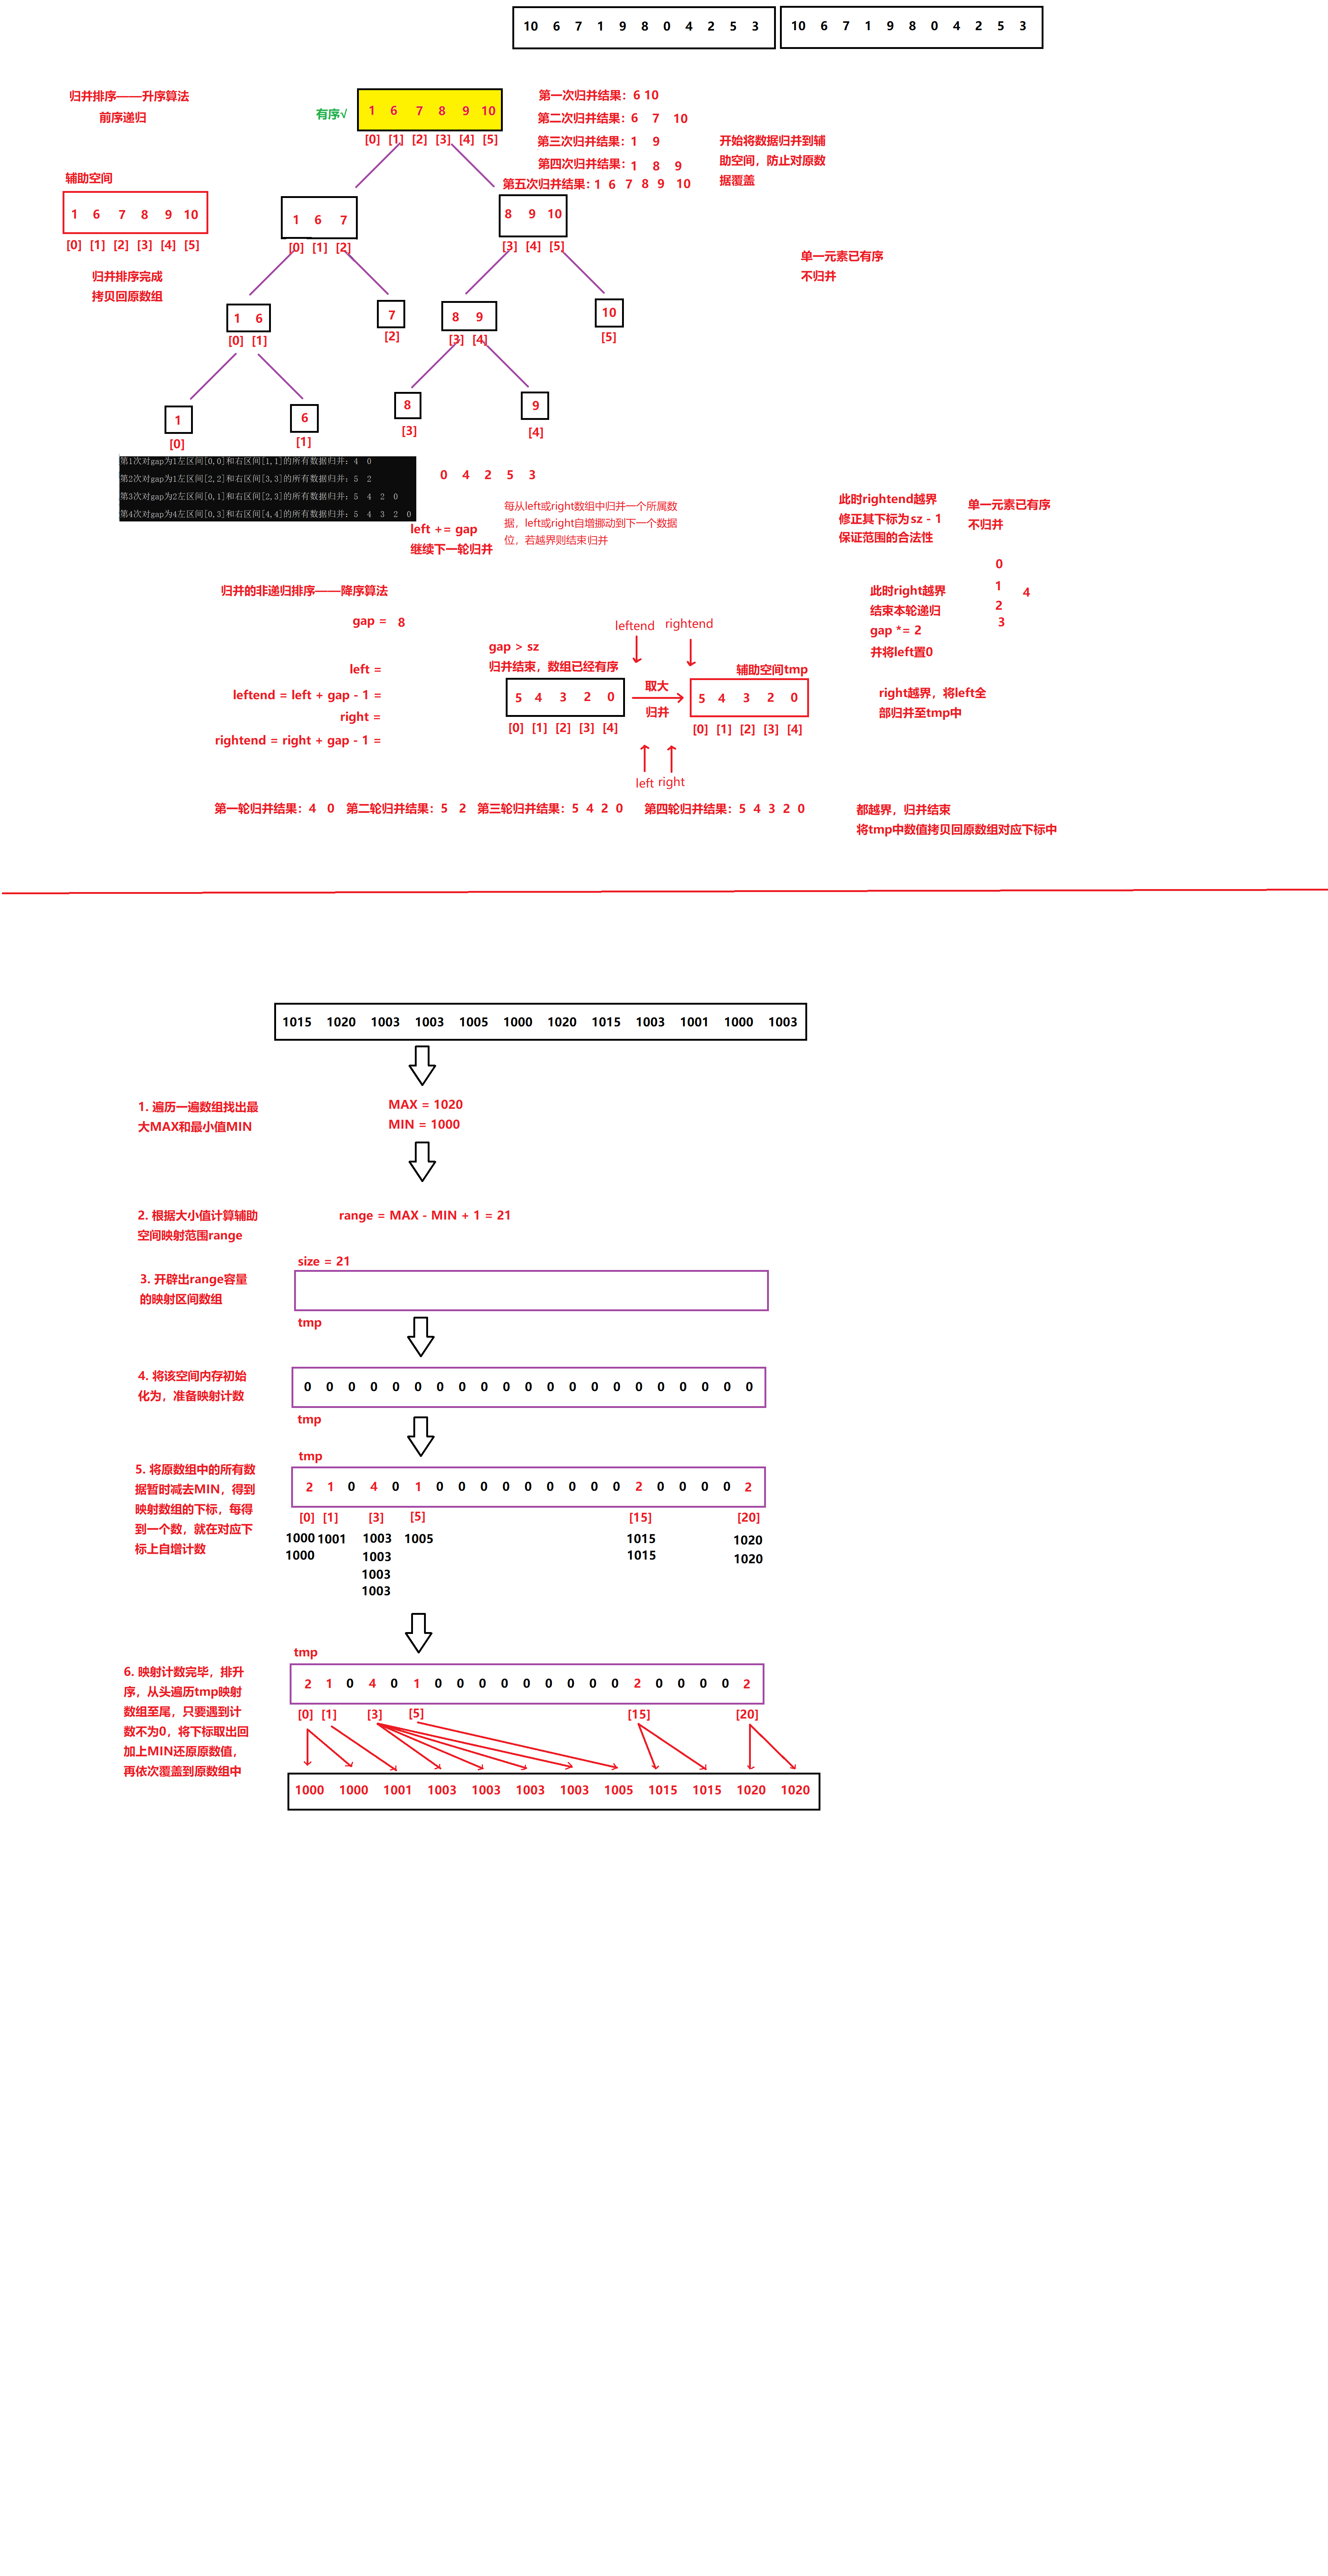 10 6 7 1 9 8 0 4 2 5 3
10 6 7 1 9 8 0 4 2 5 3
归并排序——升序算法
前序递归
有序√
1 6 7 8 9 10
[0] [1] [2] [3] [4] [5]
第一次归并结果：6 10
第二次归并结果：6 7 10
第三次归并结果：1 9
第四次归并结果：1 8 9
第五次归并结果：1 6 7 8 9 10
开始将数据归并到辅
助空间，防止对原数
据覆盖
辅助空间
1 6 7 8 9 10
[0] [1] [2] [3] [4] [5]
归并排序完成
拷贝回原数组
1 6 7
[0] [1] [2]
8 9 10
[3] [4] [5]
单一元素已有序
不归并
1 6
[0] [1]
7
[2]
8 9
[3] [4]
10
[5]
1
[0]
6
[1]
8
[3]
9
[4]
第1次对gap为1左区间[0,0]和右区间[1,1]的所有数据归并：4 0
第2次对gap为1左区间[2,2]和右区间[3,3]的所有数据归并：5 2
第3次对gap为2左区间[0,1]和右区间[2,3]的所有数据归并：5 4 2 0
第4次对gap为4左区间[0,3]和右区间[4,4]的所有数据归并：5 4 3 2 0
0 4 2 5 3
left += gap
继续下一轮归并
每从left或right数组中归并一个所属数
据，left或right自增挪动到下一个数据
位，若越界则结束归并
此时rightend越界
修正其下标为sz - 1
保证范围的合法性
单一元素已有序
不归并
0
1
2
3
4
此时right越界
结束本轮递归
gap *= 2
并将left置0
归并的非递归排序——降序算法
gap = 8
left =
leftend = left + gap - 1 =
right =
rightend = right + gap - 1 =
gap > sz
归并结束，数组已经有序
leftend rightend
5 4 3 2 0
[0] [1] [2] [3] [4]
取大
归并
辅助空间tmp
5 4 3 2 0
[0] [1] [2] [3] [4]
left right
right越界，将left全
部归并至tmp中
第一轮归并结果：4 0 第二轮归并结果：5 2 第三轮归并结果：5 4 2 0 第四轮归并结果：5 4 3 2 0
都越界，归并结束
将tmp中数值拷贝回原数组对应下标中
1015 1020 1003 1003 1005 1000 1020 1015 1003 1001 1000 1003
1. 遍历一遍数组找出最
大MAX和最小值MIN
MAX = 1020
MIN = 1000
2. 根据大小值计算辅助
空间映射范围range
range = MAX - MIN + 1 = 21
size = 21
3. 开辟出range容量
的映射区间数组
tmp
4. 将该空间内存初始
化为，准备映射计数
0 0 0 0 0 0 0 0 0 0 0 0 0 0 0 0 0 0 0 0 0
tmp
tmp
5. 将原数组中的所有数
据暂时减去MIN，得到
映射数组的下标，每得
到一个数，就在对应下
标上自增计数
2 1 0 4 0 1 0 0 0 0 0 0 0 0 0 2 0 0 0 0 2
[0] [1] [3] [5] [15] [20]
1000 1001 1003 1005 1015 1020
1000 1003 1015 1020
1003
1003
tmp
6. 映射计数完毕，排升
序，从头遍历tmp映射
数组至尾，只要遇到计
数不为0，将下标取出回
加上MIN还原原数值，
再依次覆盖到原数组中
2 1 0 4 0 1 0 0 0 0 0 0 0 0 0 2 0 0 0 0 2
[0] [1] [3] [5] [15] [20]
1000 1000 1001 1003 1003 1003 1003 1005 1015 1015 1020 1020